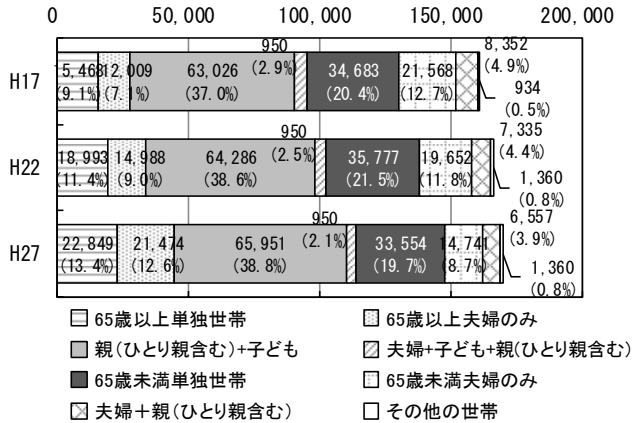 0 50,000 100,000 150,000 200,000
950 8,352
H17 5,468 12,009 63,026 (2.9%) 34,683 21,568 (4.9%)
(9.1%) (7.1%) (37.0%) (20.4%) (12.7%) 934
(0.5%)
950 7,335
H22 18,993 14,988 64,286 (2.5%) 35,777 19,652 (4.4%)
(11.4%) (9.0%) (38.6%) (21.5%) (11.8%) 1,360
(0.8%)
950 6,557
H27 22,849 21,474 65,951 (2.1%) 33,554 14,741 (3.9%)
(13.4%) (12.6%) (38.8%) (19.7%) (8.7%) 1,360
(0.8%)
65歳以上単独世帯 65歳以上夫婦のみ
親(ひとり親含む)+子ども 夫婦+子ども+親(ひとり親含む)
65歳未満単独世帯 65歳未満夫婦のみ
夫婦＋親(ひとり親含む) その他の世帯